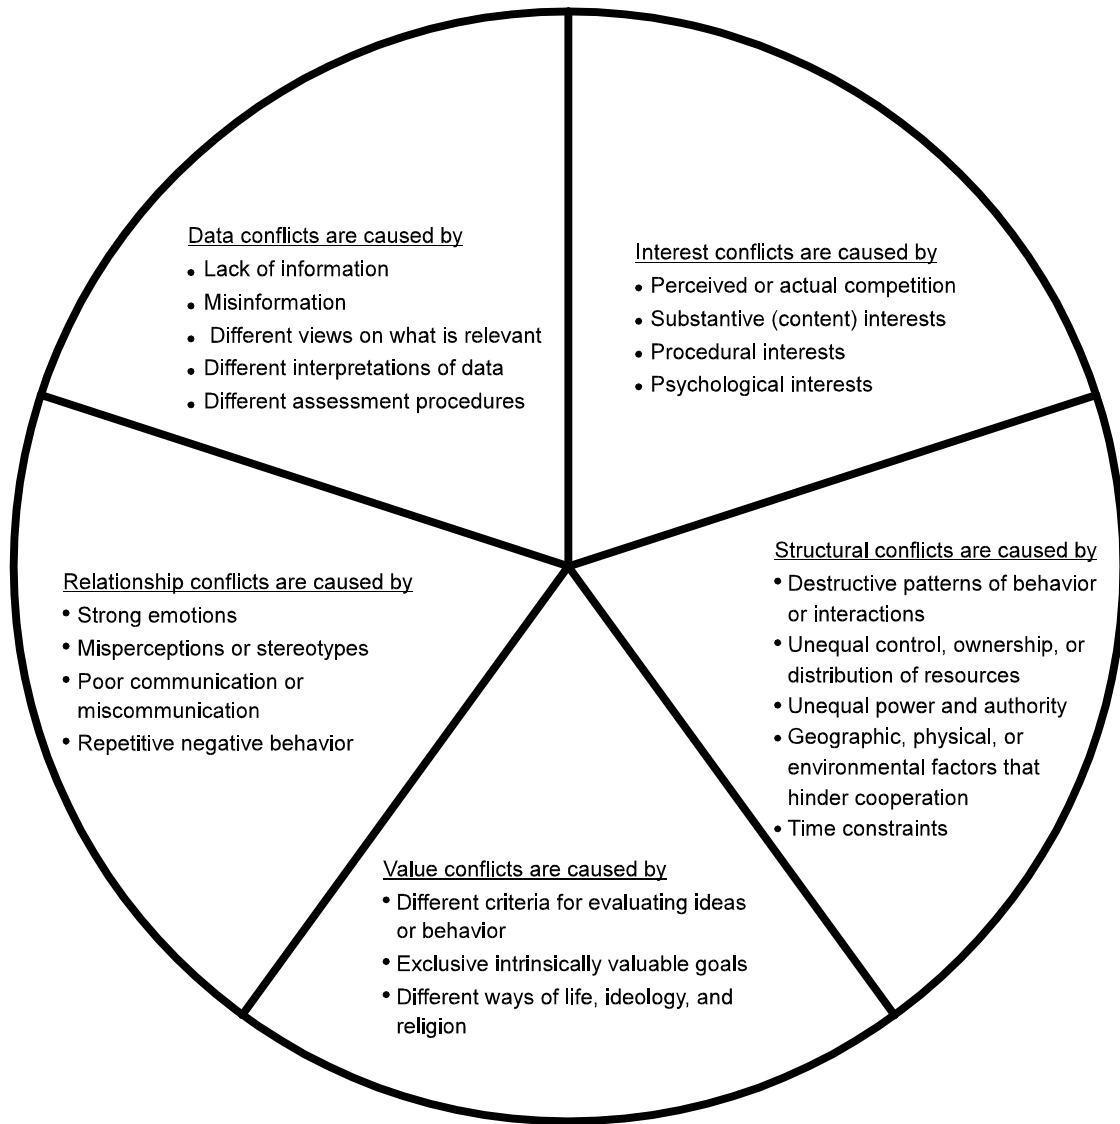 Data conflicts are caused by
• Lack of information
• Misinformation
• Different views on what is relevant
• Different interpretations of data
• Different assessment procedures
Interest conflicts are caused by
• Perceived or actual competition
• Substantive (content) interests
• Procedural interests
• Psychological interests
Structural conflicts are caused by
• Destructive patterns of behavior
or interactions
• Unequal control, ownership, or
distribution of resources
• Unequal power and authority
• Geographic, physical, or
environmental factors that
hinder cooperation
• Time constraints
Relationship conflicts are caused by
• Strong emotions
• Misperceptions or stereotypes
• Poor communication or
miscommunication
• Repetitive negative behavior
Value conflicts are caused by
• Different criteria for evaluating ideas
or behavior
• Exclusive intrinsically valuable goals
• Different ways of life, ideology, and
religion